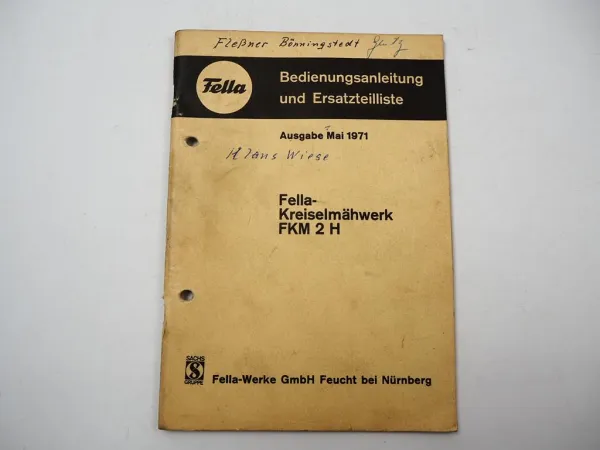 Fleßner Bönningstedt
Fella
Bedienungsanleitung
und Ersatzteilliste
Ausgabe Mai 1971
Klaus Wiese
Fella-
Kreiselmähwerk
FKM 2 H
SACHS
S
GRUPPE
Fella-Werke GmbH Feucht bei Nürnberg